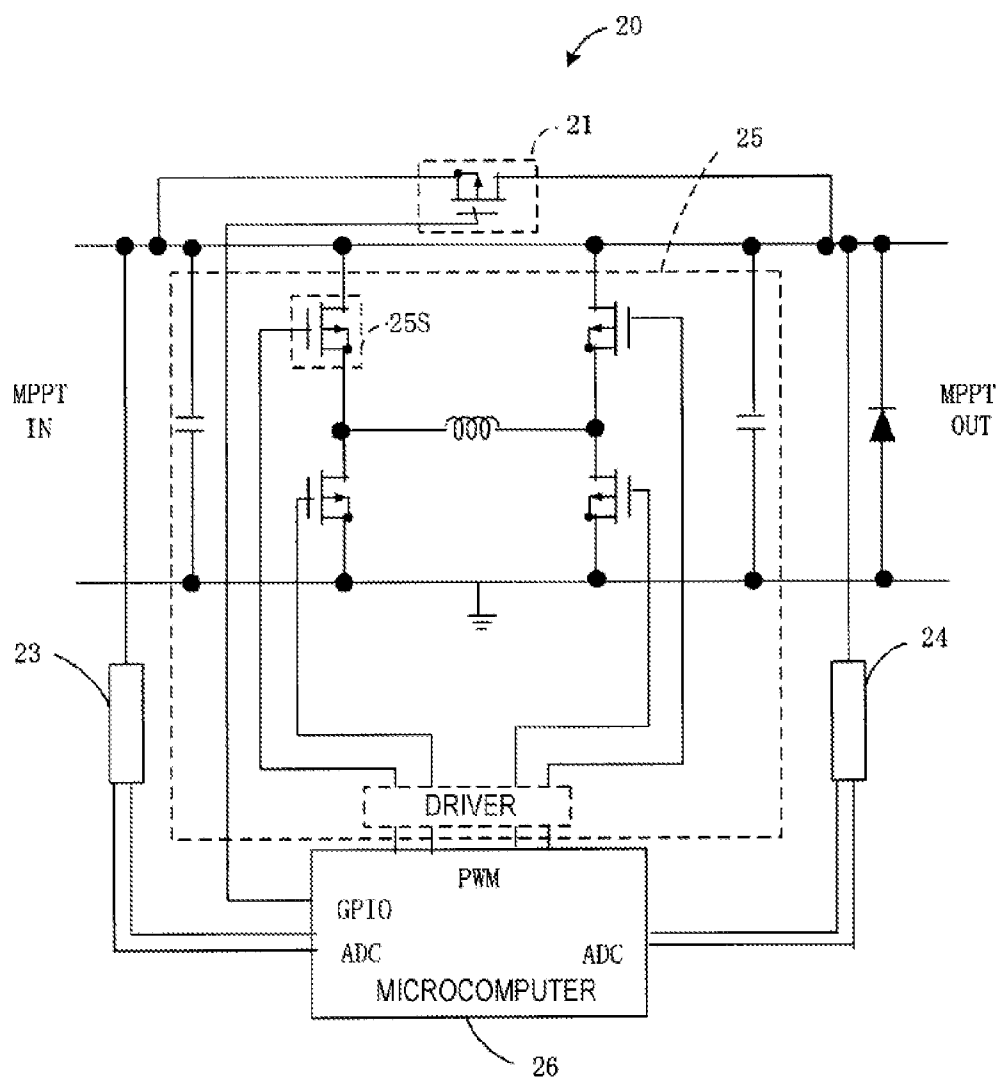 20
21
25
25S
MPPT
IN
MPPT
OUT
23
24
DRIVER
PWM
GPIO
ADC
ADC
MICROCOMPUTER
26